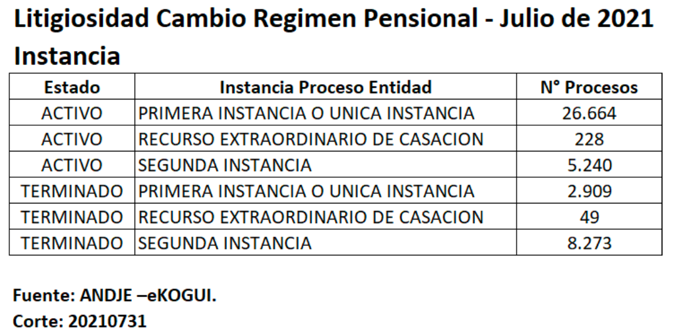 Litigiosidad Cambio Regimen Pensional - Julio de 2021
Instancia
Estado Instancia Proceso Entidad N° Procesos
ACTIVO PRIMERA INSTANCIA O UNICA INSTANCIA 26.664
ACTIVO RECURSO EXTRAORDINARIO DE CASACION 228
ACTIVO SEGUNDA INSTANCIA 5.240
TERMINADO PRIMERA INSTANCIA O UNICA INSTANCIA 2.909
TERMINADO RECURSO EXTRAORDINARIO DE CASACION 49
TERMINADO SEGUNDA INSTANCIA 8.273
Fuente: ANDJE –eKOGUI.
Corte: 20210731